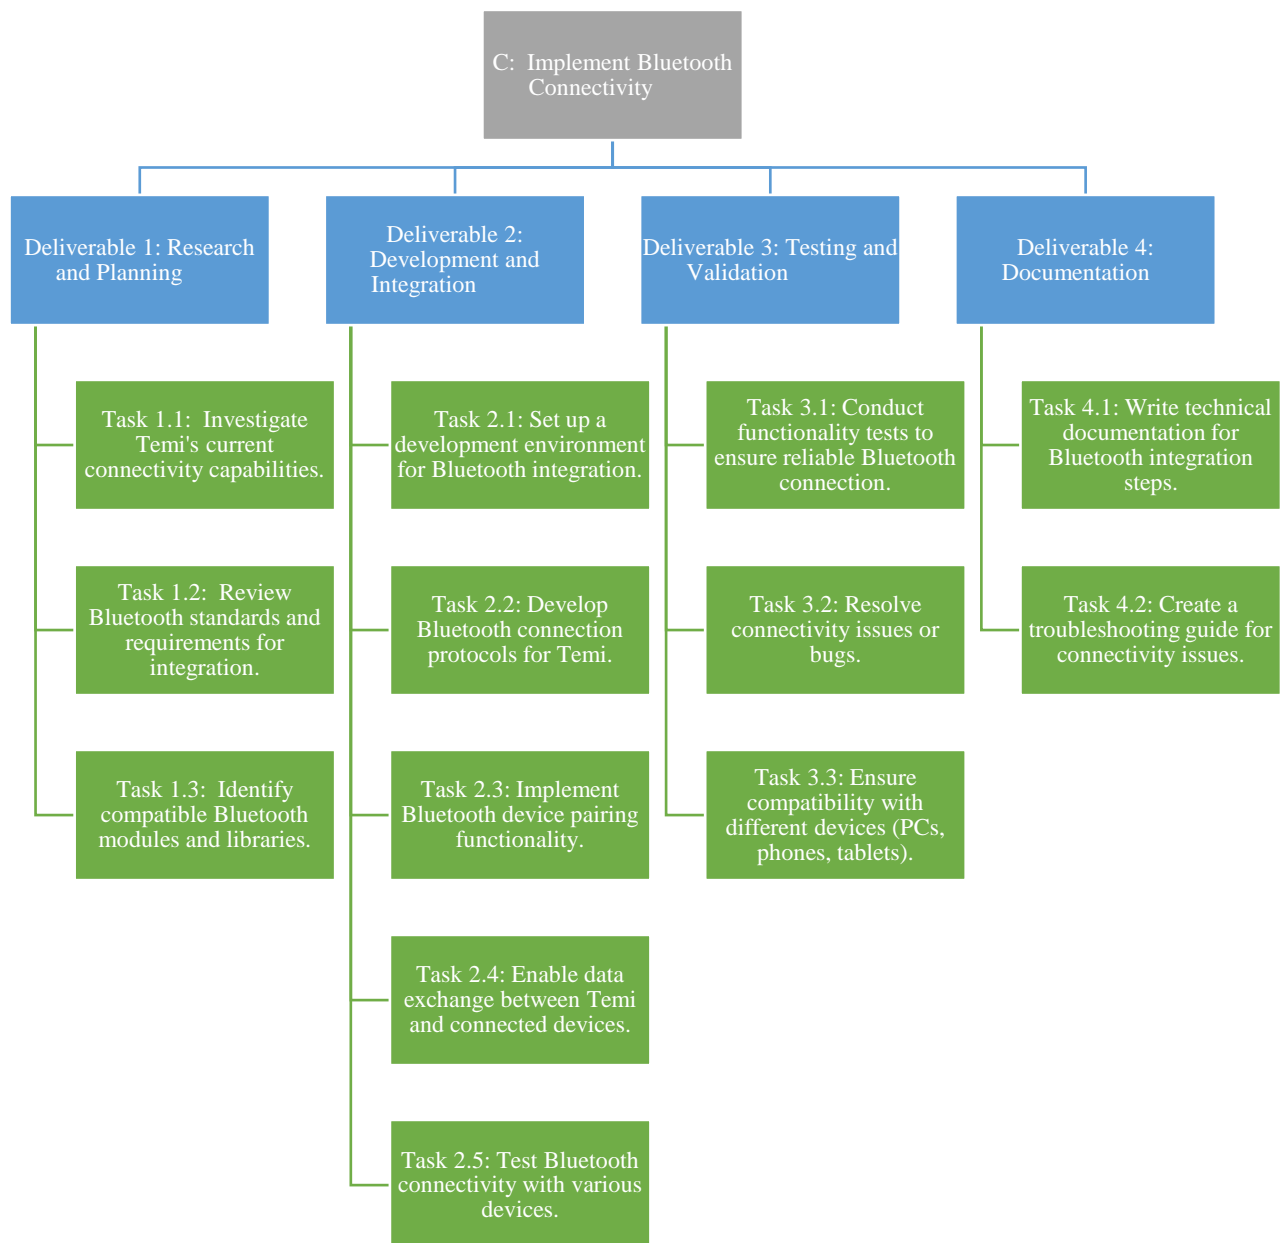 C:  Implement Bluetooth
Connectivity
Deliverable 1: Research
and Planning
Deliverable 2:
Development and
Integration
Deliverable 3: Testing and
Validation
Deliverable 4:
Documentation
Task 1.1:  Investigate
Temi's current
connectivity capabilities.
Task 1.2:  Review
Bluetooth standards and
requirements for
integration.
Task 1.3:  Identify
compatible Bluetooth
modules and libraries.
Task 2.1: Set up a
development environment
for Bluetooth integration.
Task 2.2: Develop
Bluetooth connection
protocols for Temi.
Task 2.3: Implement
Bluetooth device pairing
functionality.
Task 2.4: Enable data
exchange between Temi
and connected devices.
Task 2.5: Test Bluetooth
connectivity with various
devices.
Task 3.1: Conduct
functionality tests to
ensure reliable Bluetooth
connection.
Task 3.2: Resolve
connectivity issues or
bugs.
Task 3.3: Ensure
compatibility with
different devices (PCs,
phones, tablets).
Task 4.1: Write technical
documentation for
Bluetooth integration
steps.
Task 4.2: Create a
troubleshooting guide for
connectivity issues.